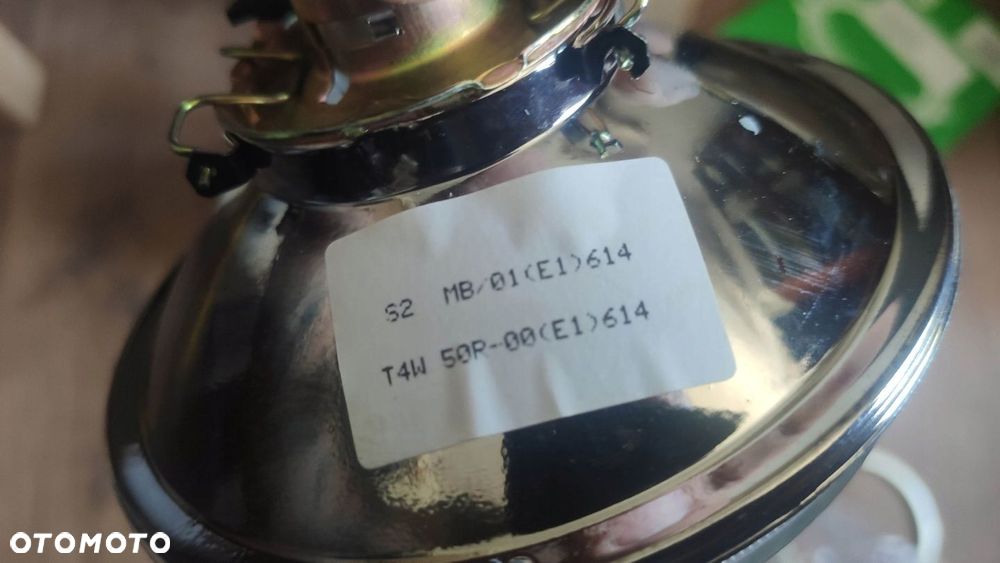 S2 MB/01(E1)614
T4W 50R-00(E1)614
OTOMOTO